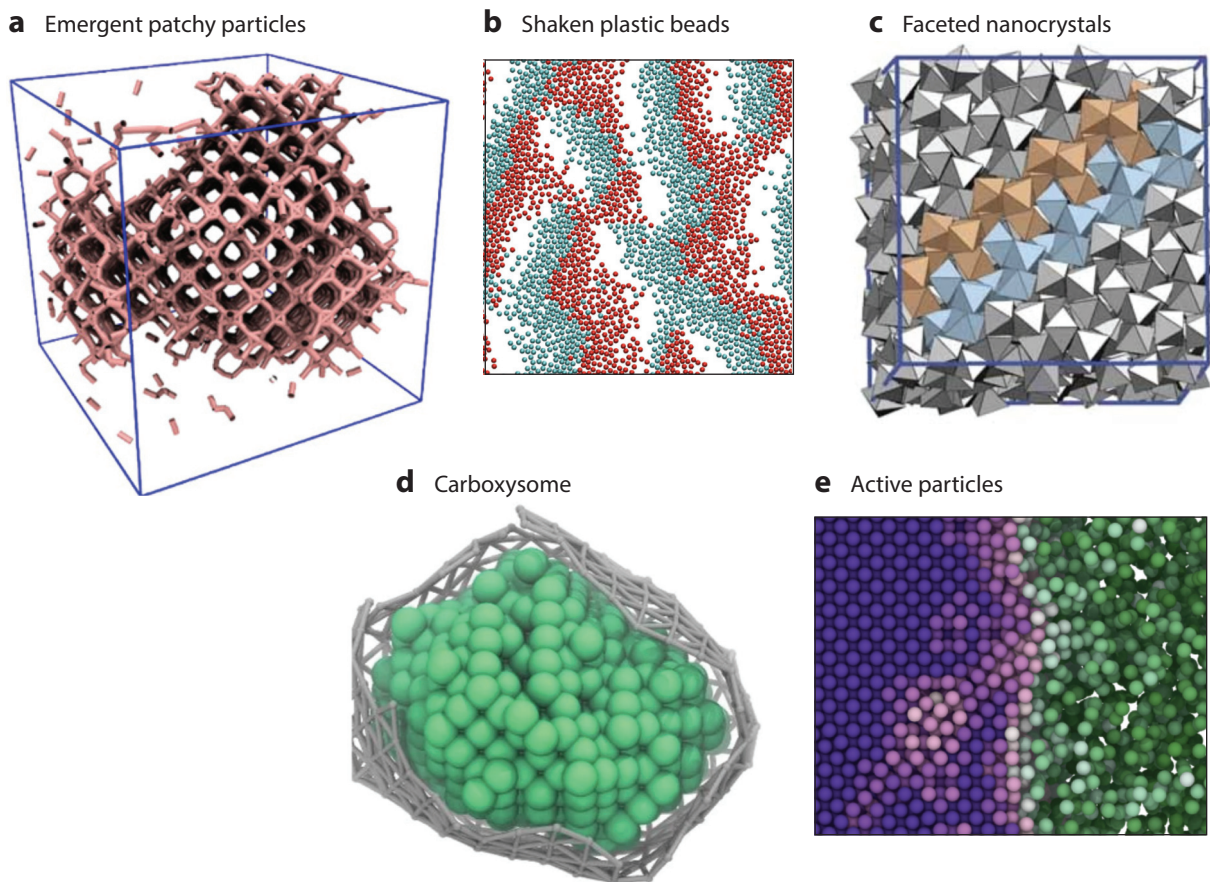 a Emergent patchy particles
b Shaken plastic beads
c Faceted nanocrystals
d Carboxysome
e Active particles